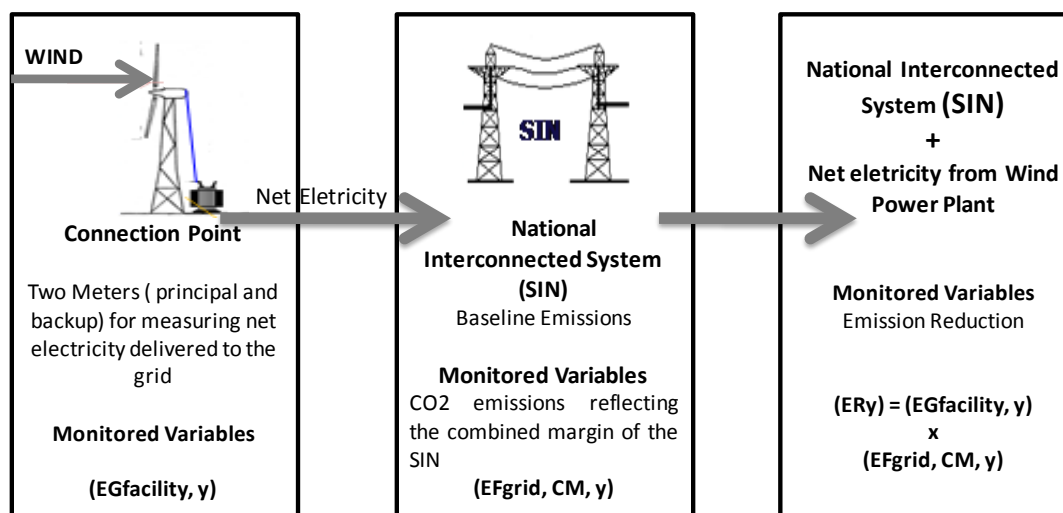 WIND
Connection Point
Two Meters ( principal and
backup) for measuring net
electricity delivered to the
grid
Monitored Variables
(EGfacility, y)
Net Eletricity
SIN
National
Interconnected System
(SIN)
Baseline Emissions
Monitored Variables
CO2 emissions reflecting
the combined margin of the
SIN
(EFgrid, CM, y)
National Interconnected
System (SIN)
+
Net eletricity from Wind
Power Plant
Monitored Variables
Emission Reduction
(ERy) = (EGfacility, y)
x
(EFgrid, CM, y)